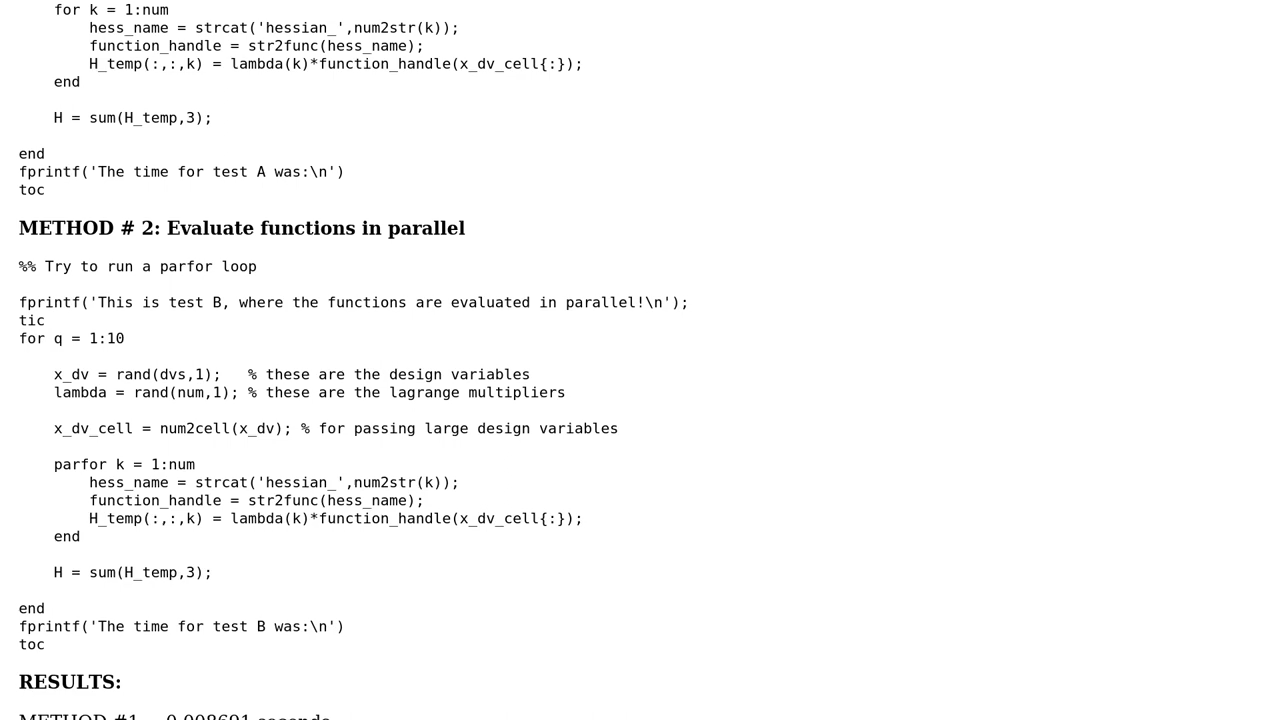 for k = 1:num
hess_name = strcat('hessian_',num2str(k));
function_handle = str2func(hess_name);
H_temp(:,:,k) = lambda(k)*function_handle(x_dv_cell{:});
end
H = sum(H_temp,3);
end
fprintf('The time for test A was:\n')
toc
METHOD # 2: Evaluate functions in parallel
%% Try to run a parfor loop
fprintf('This is test B, where the functions are evaluated in parallel!\n');
tic
for q = 1:10
x_dv = rand(dvs,1);   % these are the design variables
lambda = rand(num,1); % these are the lagrange multipliers
x_dv_cell = num2cell(x_dv); % for passing large design variables
parfor k = 1:num
hess_name = strcat('hessian_',num2str(k));
function_handle = str2func(hess_name);
H_temp(:,:,k) = lambda(k)*function_handle(x_dv_cell{:});
end
H = sum(H_temp,3);
end
fprintf('The time for test B was:\n')
toc
RESULTS:
METHOD #1 0.008691 seconds